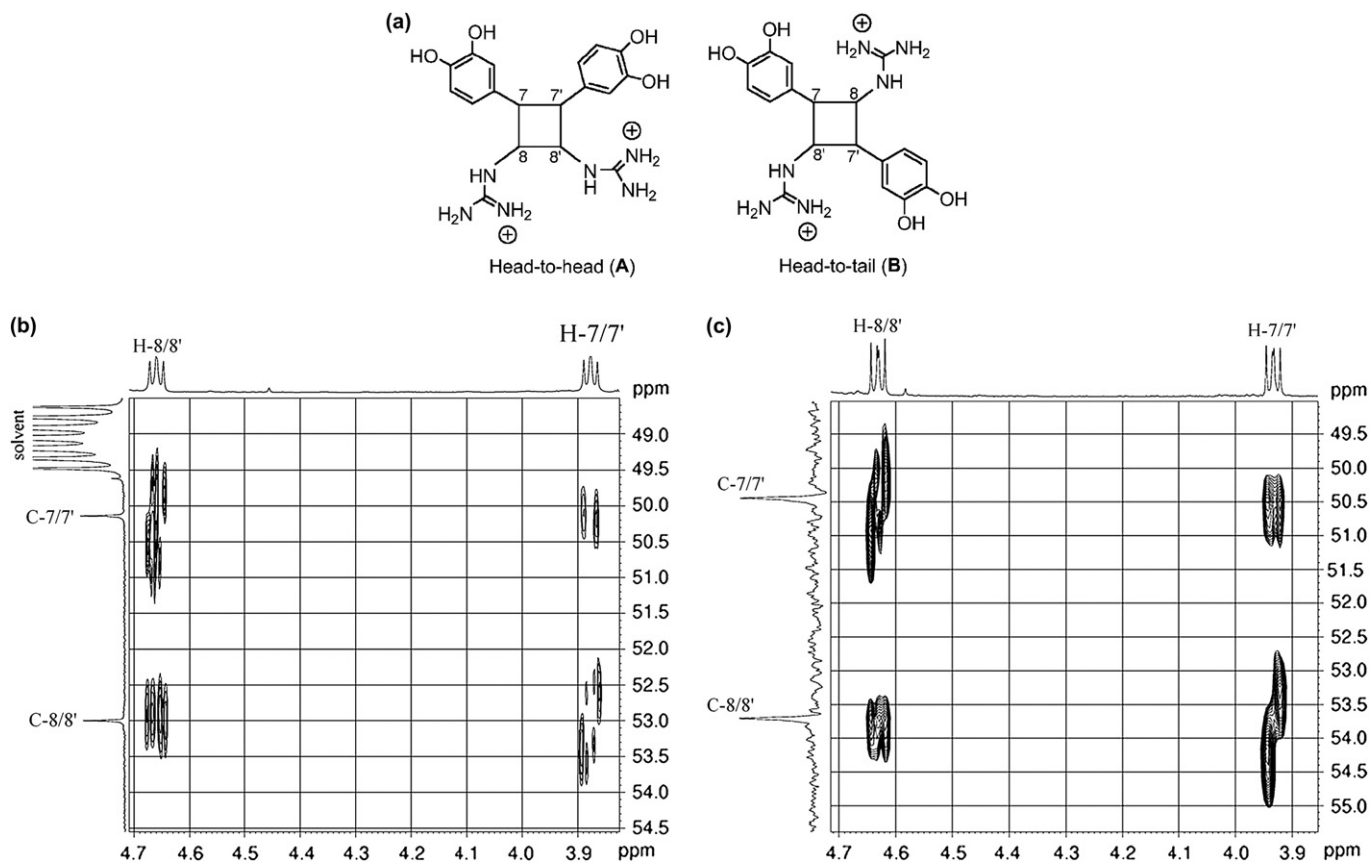 (a)
OH
OH
OH
OH
7
7'
8
8'
HN
H₂N
NH₂
⊕
N
H
NH₂
NH₂
⊕
Head-to-head (A)
OH
OH
⊕
H₂N
NH₂
NH
7
8
8'
7'
HN
H₂N
NH₂
⊕
OH
OH
Head-to-tail (B)
(b)
H-8/8'
H-7/7'
ppm
solvent
49.0
49.5
C-7/7'
50.0
50.5
51.0
51.5
52.0
52.5
C-8/8'
53.0
53.5
54.0
54.5
4.7 4.6 4.5 4.4 4.3 4.2 4.1 4.0 3.9 ppm
(c)
H-8/8'
H-7/7'
ppm
49.5
50.0
C-7/7'
50.5
51.0
51.5
52.0
52.5
53.0
C-8/8'
53.5
54.0
54.5
55.0
4.7 4.6 4.5 4.4 4.3 4.2 4.1 4.0 3.9 ppm